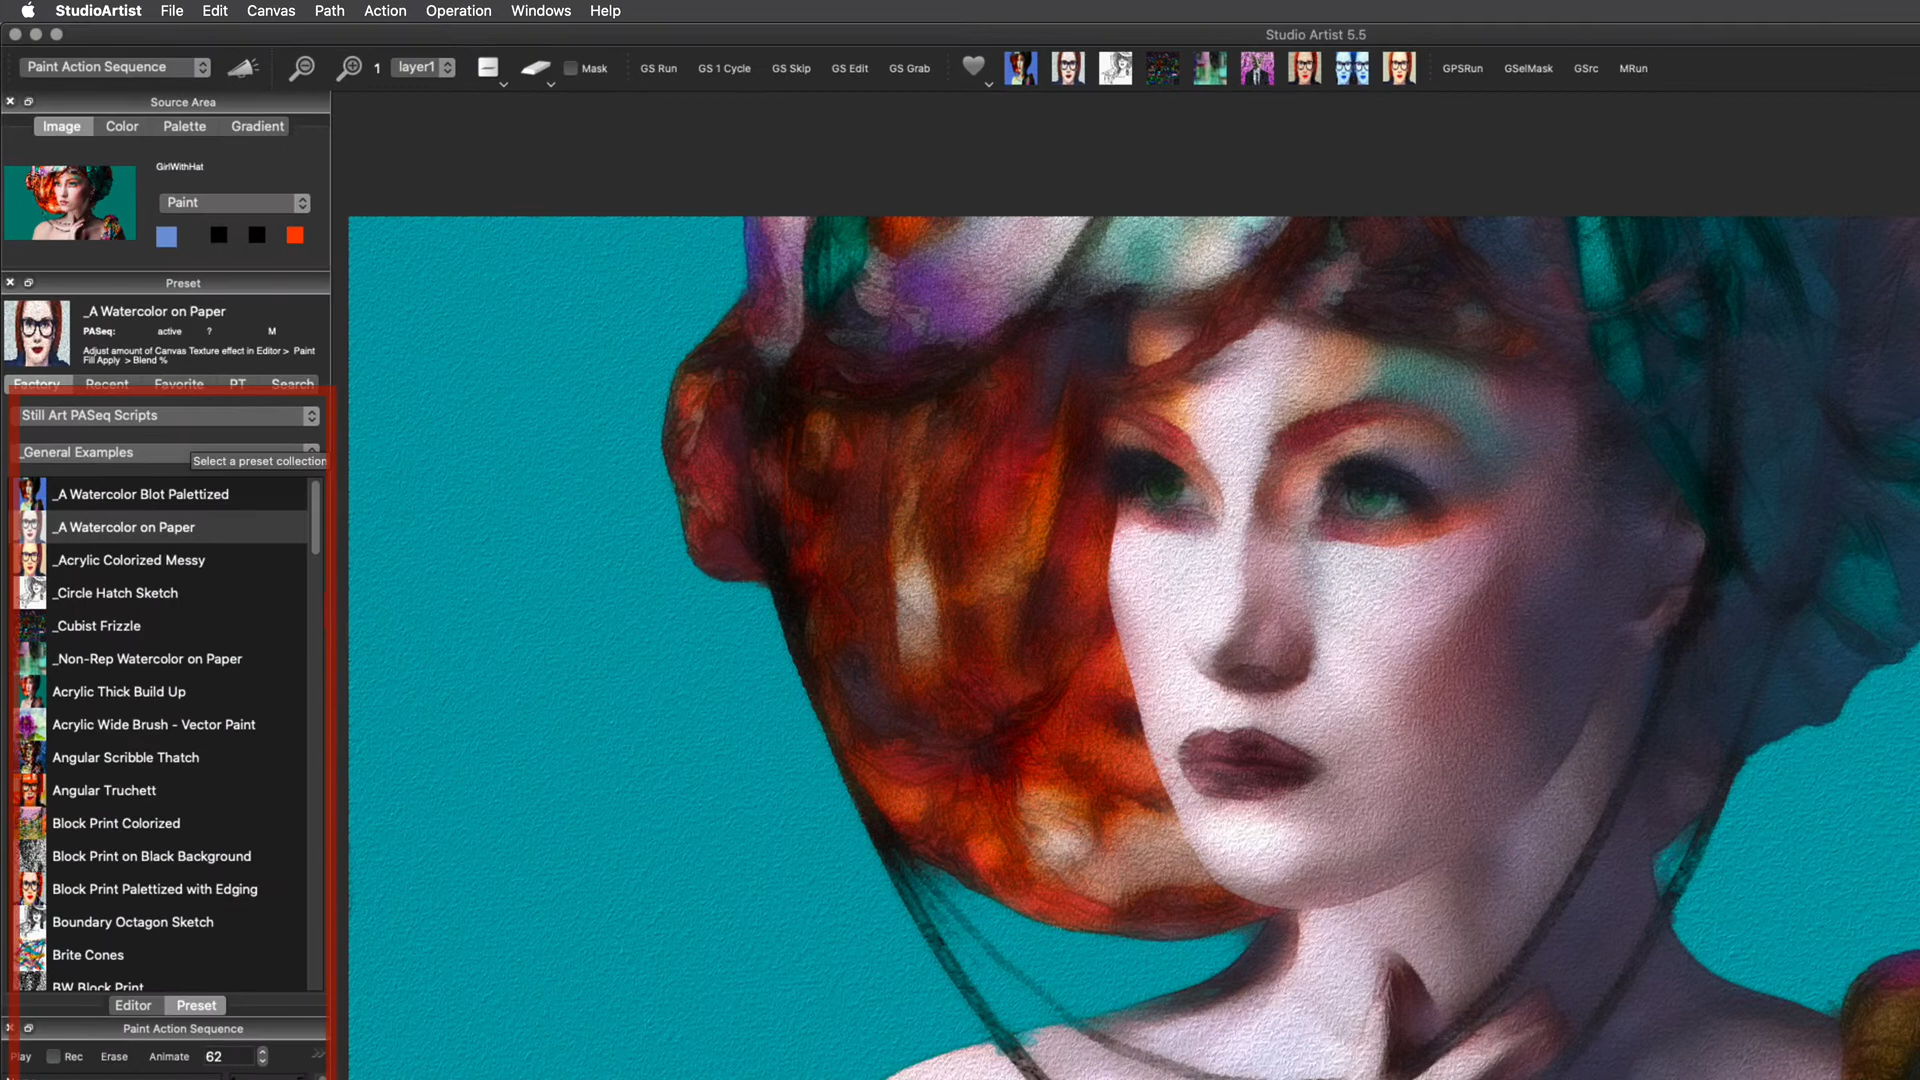 StudioArtist File Edit Canvas Path Action Operation Windows Help
Studio Artist 5.5
Paint Action Sequence 1 layer1 Mask GS Run GS 1 Cycle GS Skip GS Edit GS Grab GPSRun GSelMask GSrc MRun
Source Area
Image Color Palette Gradient
GirlWithHat
Paint
Preset
_A Watercolor on Paper
PASeq: active ? M
Adjust amount of Canvas Texture effect in Editor > Paint
Fill Apply > Blend %
Factory Recent Favorite PT Search
Still Art PASeq Scripts
_General Examples
Select a preset collection
_A Watercolor Blot Palettized
_A Watercolor on Paper
_Acrylic Colorized Messy
_Circle Hatch Sketch
_Cubist Frizzle
_Non-Rep Watercolor on Paper
Acrylic Thick Build Up
Acrylic Wide Brush - Vector Paint
Angular Scribble Thatch
Angular Truchett
Block Print Colorized
Block Print on Black Background
Block Print Palettized with Edging
Boundary Octagon Sketch
Brite Cones
BW Block Print
Editor Preset
Paint Action Sequence
Play Rec Erase Animate 62